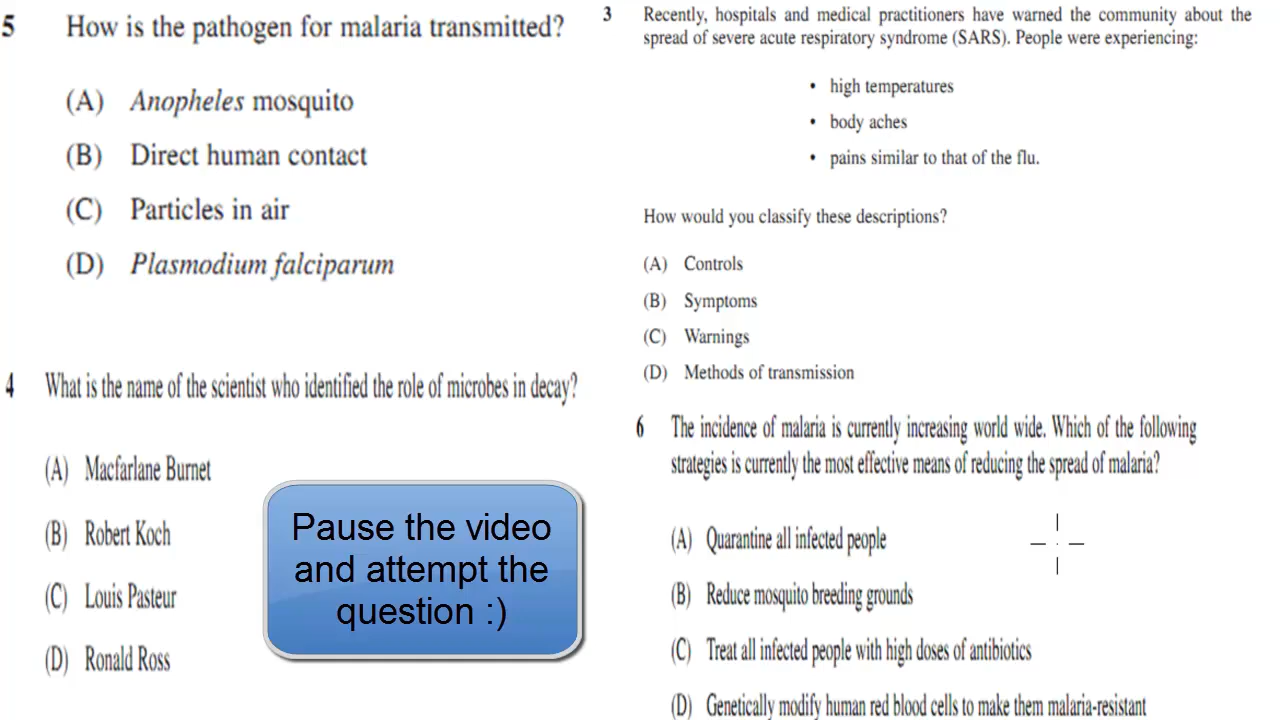 5 How is the pathogen for malaria transmitted?
(A) Anopheles mosquito
(B) Direct human contact
(C) Particles in air
(D) Plasmodium falciparum
4 What is the name of the scientist who identified the role of microbes in decay?
(A) Macfarlane Burnet
(B) Robert Koch
(C) Louis Pasteur
(D) Ronald Ross
Pause the video
and attempt the
question :)
3 Recently, hospitals and medical practitioners have warned the community about the
spread of severe acute respiratory syndrome (SARS). People were experiencing:
• high temperatures
• body aches
• pains similar to that of the flu.
How would you classify these descriptions?
(A) Controls
(B) Symptoms
(C) Warnings
(D) Methods of transmission
6 The incidence of malaria is currently increasing world wide. Which of the following
strategies is currently the most effective means of reducing the spread of malaria?
(A) Quarantine all infected people
(B) Reduce mosquito breeding grounds
(C) Treat all infected people with high doses of antibiotics
(D) Genetically modify human red blood cells to make them malaria-resistant